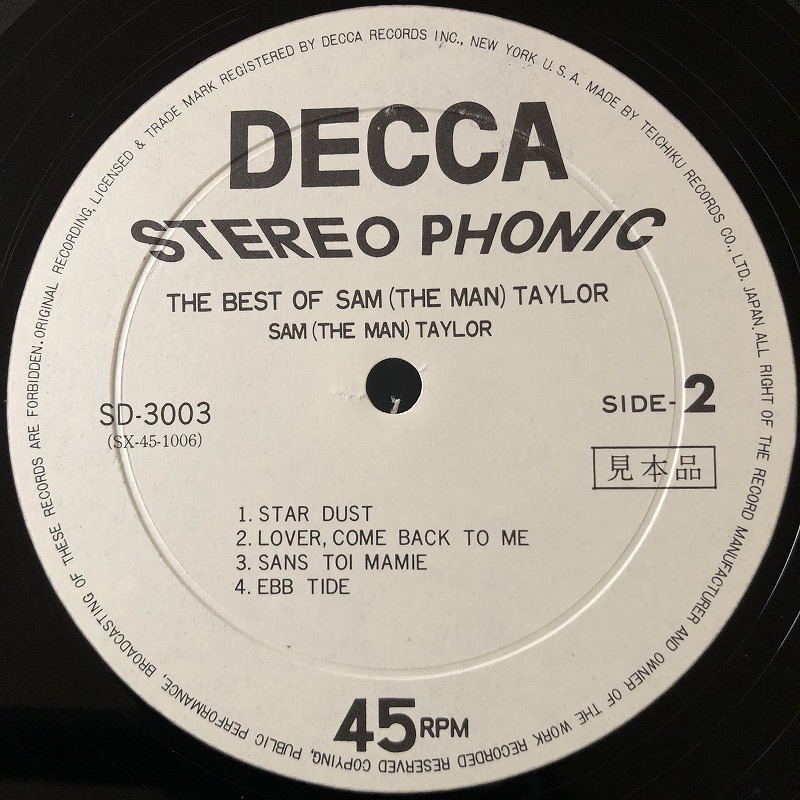 DECCA
STEREO PHONIC
THE BEST OF SAM (THE MAN) TAYLOR
SAM (THE MAN) TAYLOR
SD-3003
(SX-45-1006)
SIDE-2
見本品
1. STAR DUST
2. LOVER, COME BACK TO ME
3. SANS TOI MAMIE
4. EBB TIDE
45 RPM
ORIGINAL RECORDING, LICENSED & TRADE MARK REGISTERED BY DECCA RECORDS INC., NEW YORK U.S.A. MADE BY TEICHIKU RECORDS CO., LTD. JAPAN. ALL RIGHT OF THE RECORD MANUFACTURER AND OWNER OF THE WORK RECORDED RESERVED COPYING, PUBLIC PERFORMANCE, BROADCASTING OF THESE RECORDS ARE FORBIDDEN.